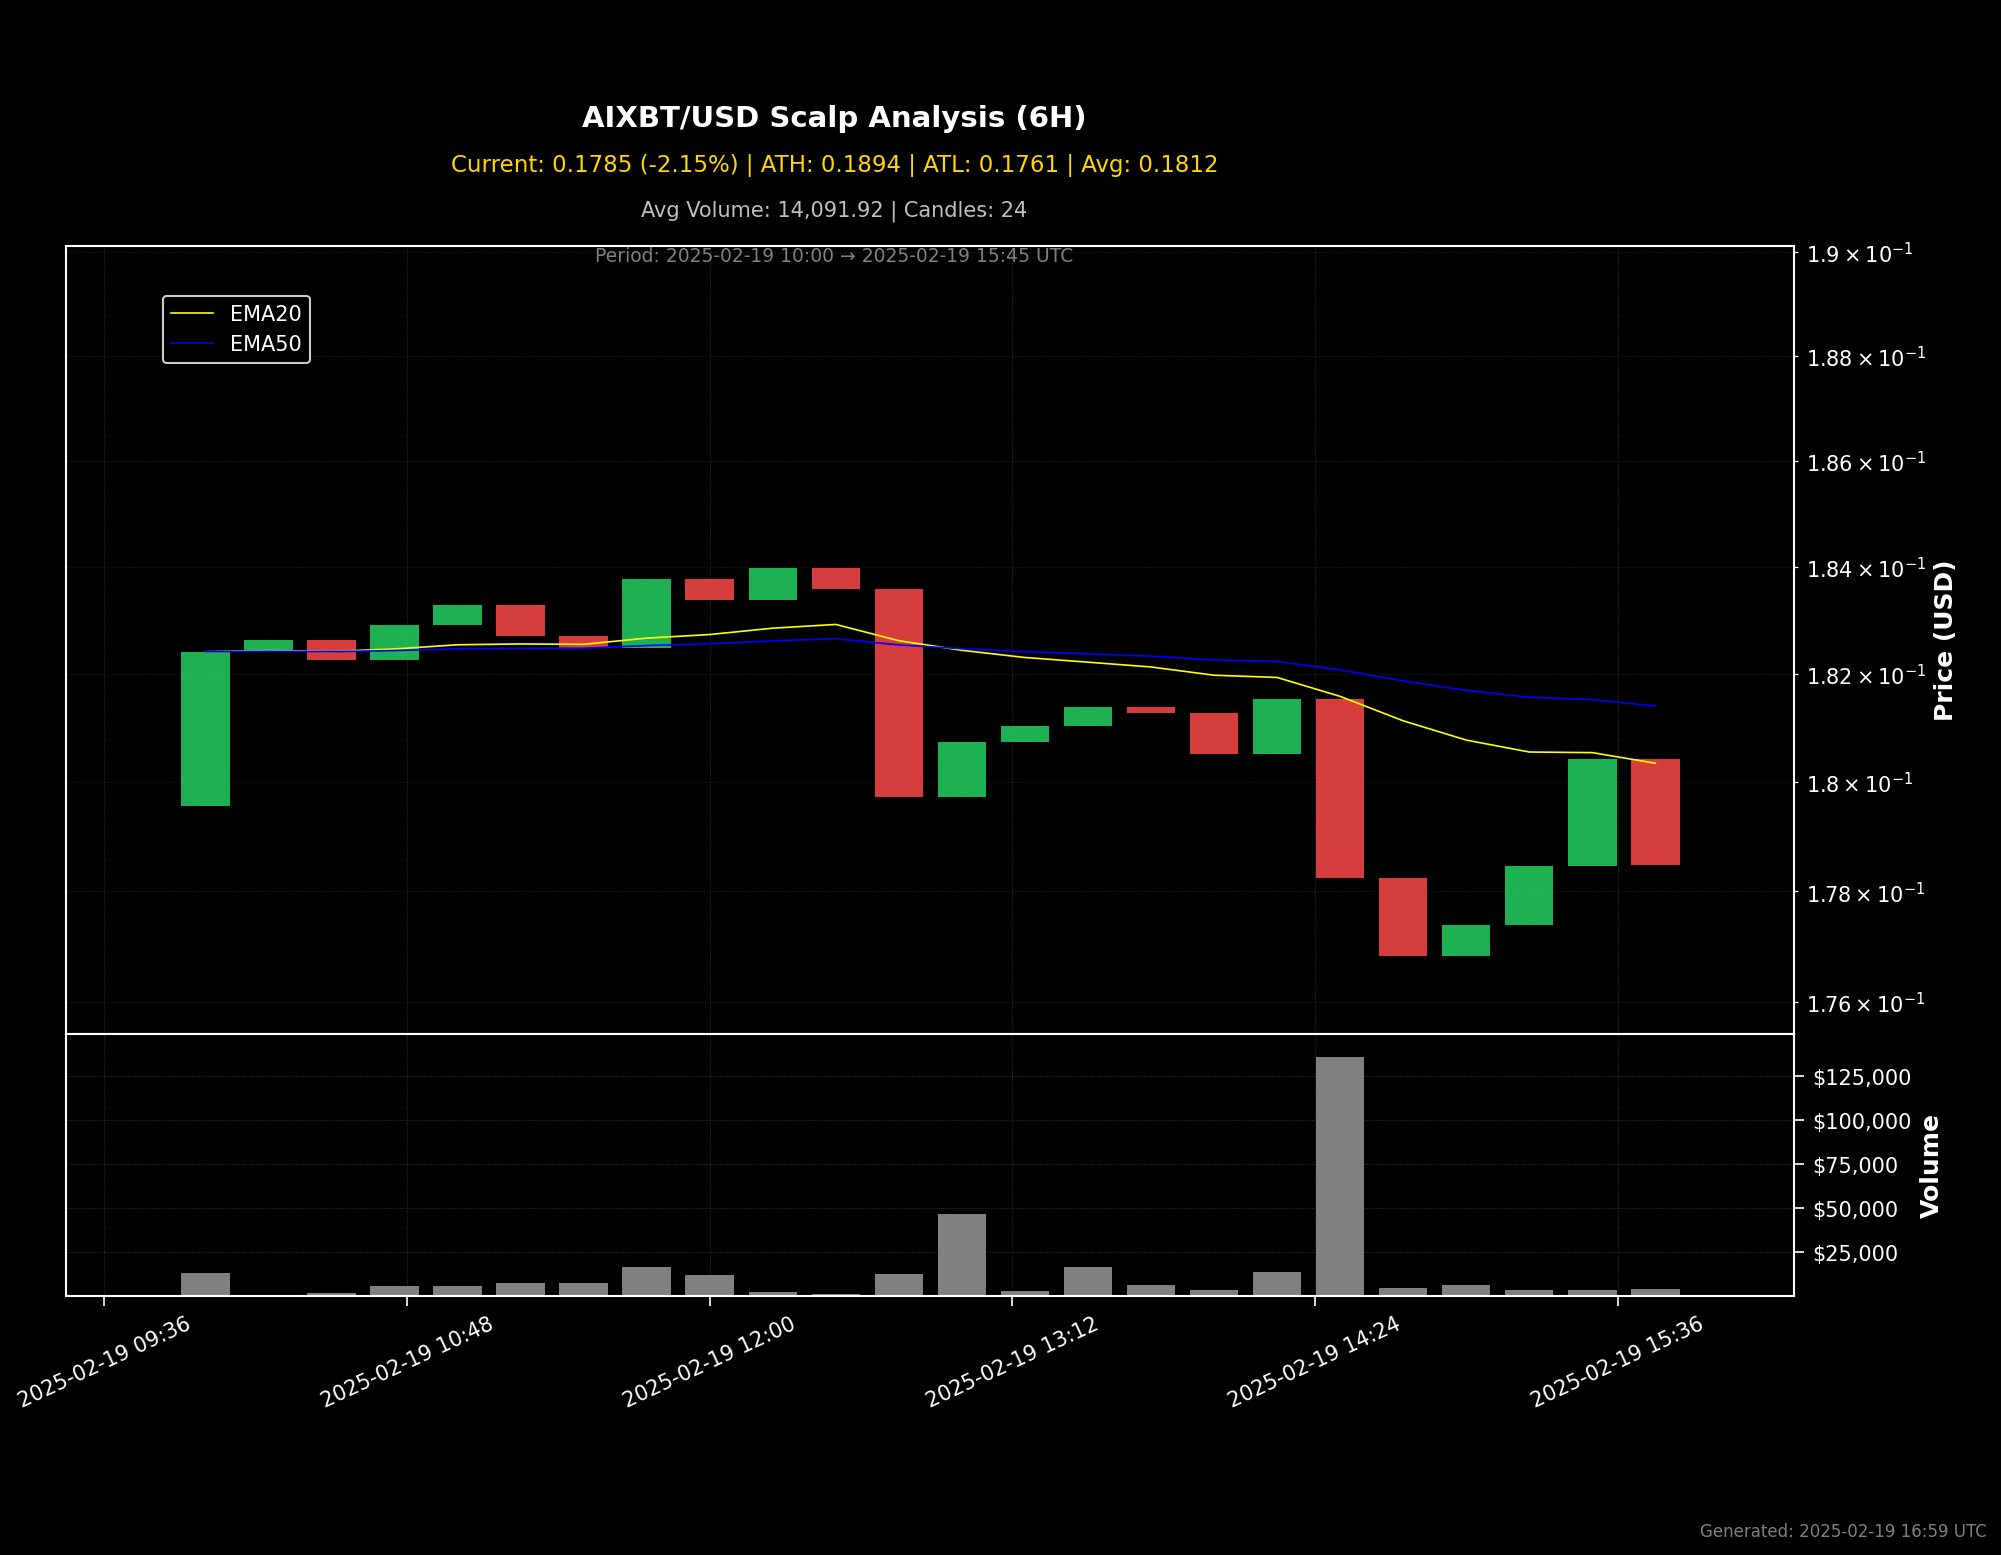 AIXBT/USD Scalp Analysis (6H)
Current: 0.1785 (-2.15%) | ATH: 0.1894 | ATL: 0.1761 | Avg: 0.1812
Avg Volume: 14,091.92 | Candles: 24
Period: 2025-02-19 10:00 → 2025-02-19 15:45 UTC
EMA20
EMA50
1.9 × 10⁻¹
1.88 × 10⁻¹
1.86 × 10⁻¹
1.84 × 10⁻¹
1.82 × 10⁻¹
1.8 × 10⁻¹
1.78 × 10⁻¹
1.76 × 10⁻¹
Price (USD)
$125,000
$100,000
$75,000
$50,000
$25,000
Volume
2025-02-19 09:36
2025-02-19 10:48
2025-02-19 12:00
2025-02-19 13:12
2025-02-19 14:24
2025-02-19 15:36
Generated: 2025-02-19 16:59 UTC